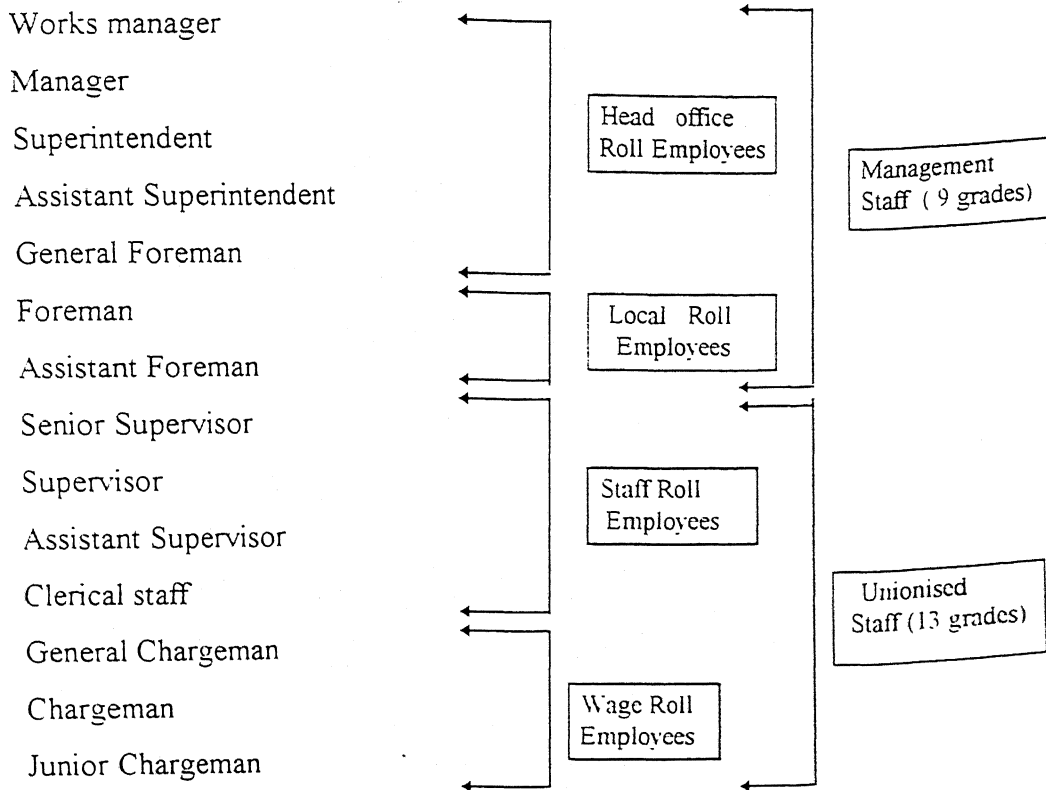 Works manager
Manager
Superintendent
Assistant Superintendent
General Foreman
Foreman
Assistant Foreman
Senior Supervisor
Supervisor
Assistant Supervisor
Clerical staff
General Chargeman
Chargeman
Junior Chargeman
Head office
Roll Employees
Local Roll
Employees
Staff Roll
Employees
Wage Roll
Employees
Management
Staff ( 9 grades)
Unionised
Staff (13 grades)